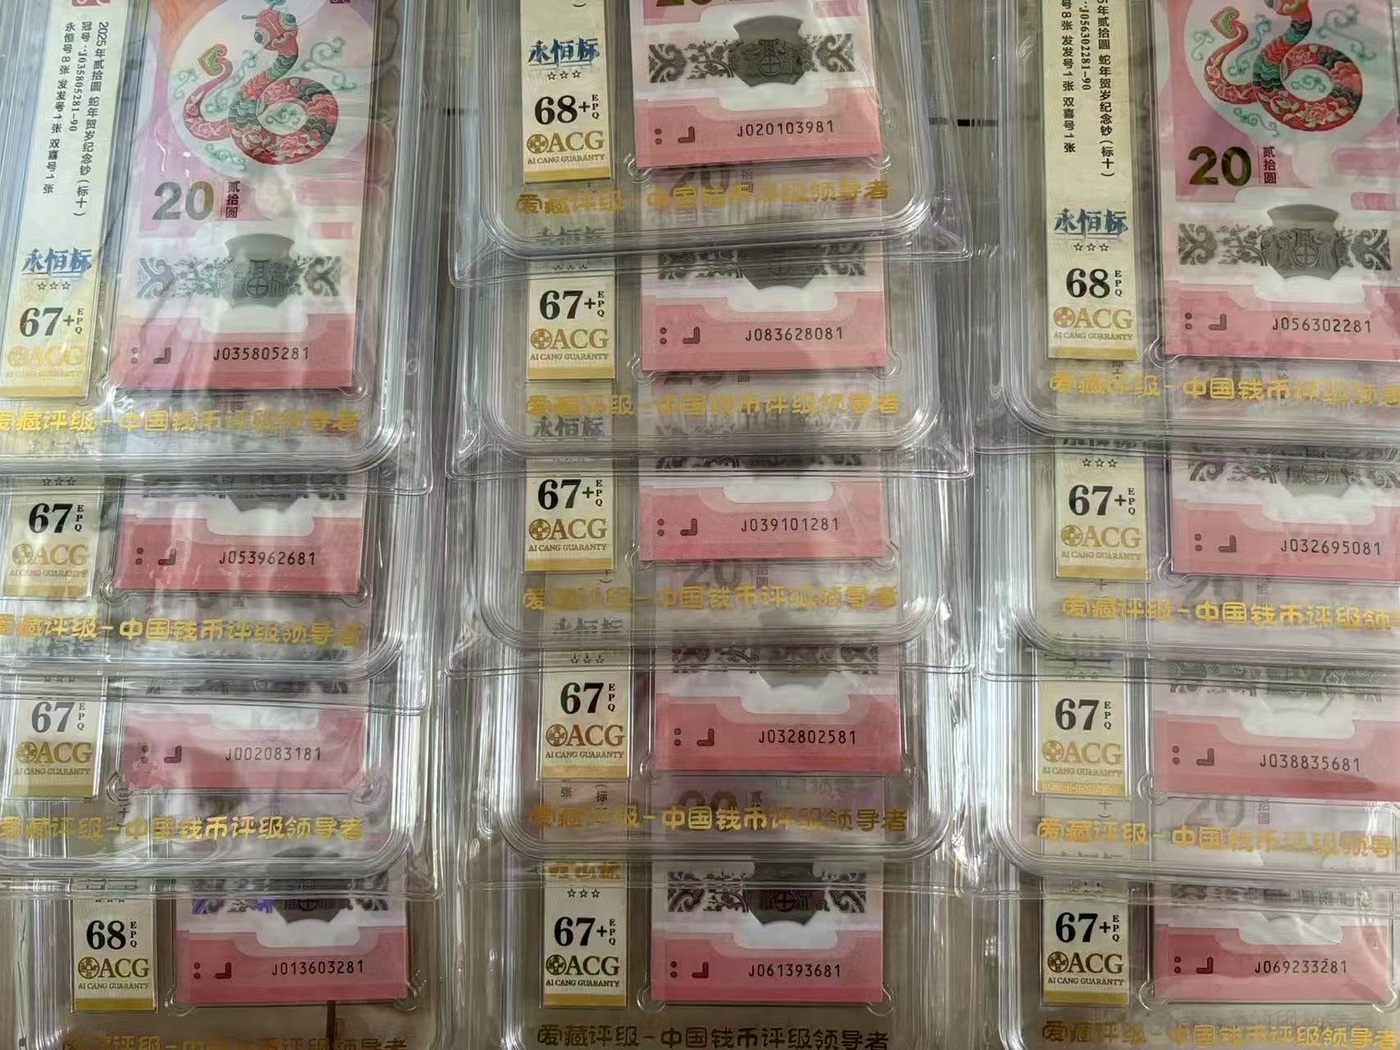 2025年贰拾圆 蛇年贺岁纪念钞（标十）
冠号:J035805281-90
永恒号8张 发发号1张 双喜号1张
20
贰拾圆
永恒标
☆☆☆
67+
EPQ
ACG
AI CANG GUARANTY
J035805281
爱藏评级-中国钱币评级领导者
☆☆☆
67
EPQ
ACG
AI CANG GUARANTY
J053962681
爱藏评级-中国钱币评级领导者
67
EPQ
ACG
AI CANG GUARANTY
J002083181
爱藏评级-中国钱币评级领导者
68
EPQ
ACG
AI CANG GUARANTY
J013603281
爱藏评级-中国钱币评级领导者
永恒标
☆☆☆
68+
EPQ
ACG
AI CANG GUARANTY
J020103981
爱藏评级-中国钱币评级领导者
永恒标
67+
EPQ
ACG
AI CANG GUARANTY
J083628081
爱藏评级-中国钱币评级领导者
永恒标
67+
EPQ
ACG
AI CANG GUARANTY
J039101281
爱藏评级-中国钱币评级领导者
永恒标
☆☆☆
67
EPQ
ACG
AI CANG GUARANTY
J032802581
爱藏评级-中国钱币评级领导者
☆☆☆
67+
EPQ
ACG
AI CANG GUARANTY
J061393681
爱藏评级-中国钱币评级领导者
年贰拾圆 蛇年贺岁纪念钞（标十）
:J056302281-90
号8张 发发号1张 双喜号1张
20
贰拾圆
永恒标
☆☆☆
68
EPQ
ACG
AI CANG GUARANTY
J056302281
爱藏评级-中国钱币评级领导者
☆☆☆
67+
EPQ
ACG
AI CANG GUARANTY
J032695081
爱藏评级-中国钱币评级领导
67
EPQ
ACG
AI CANG GUARANTY
J038835681
爱藏评级-中国钱币评级领导
67+
EPQ
ACG
AI CANG GUARANTY
J069233281
爱藏评级-中国钱币评级领导者